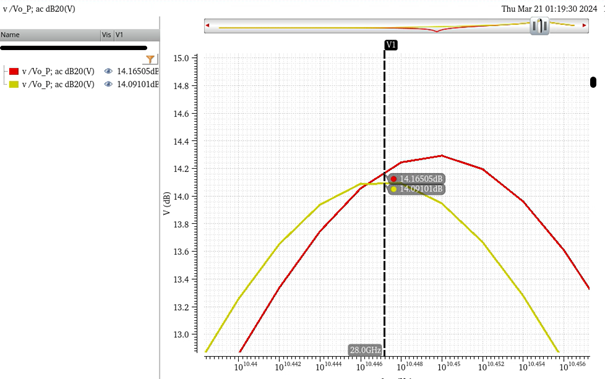 v /Vo_P; ac dB20(V)
Thu Mar 21 01:19:30 2024
Name Vis V1
v /Vo_P; ac dB20(V) 14.16505dB
v /Vo_P; ac dB20(V) 14.09101dB
V1
15.0
14.8
14.6
14.4
14.2
14.0
13.8
13.6
13.4
13.2
13.0
V (dB)
14.16505dB
14.09101dB
28.0GHz
10^10.44 10^10.442 10^10.444 10^10.446 10^10.448 10^10.45 10^10.452 10^10.454 10^10.456